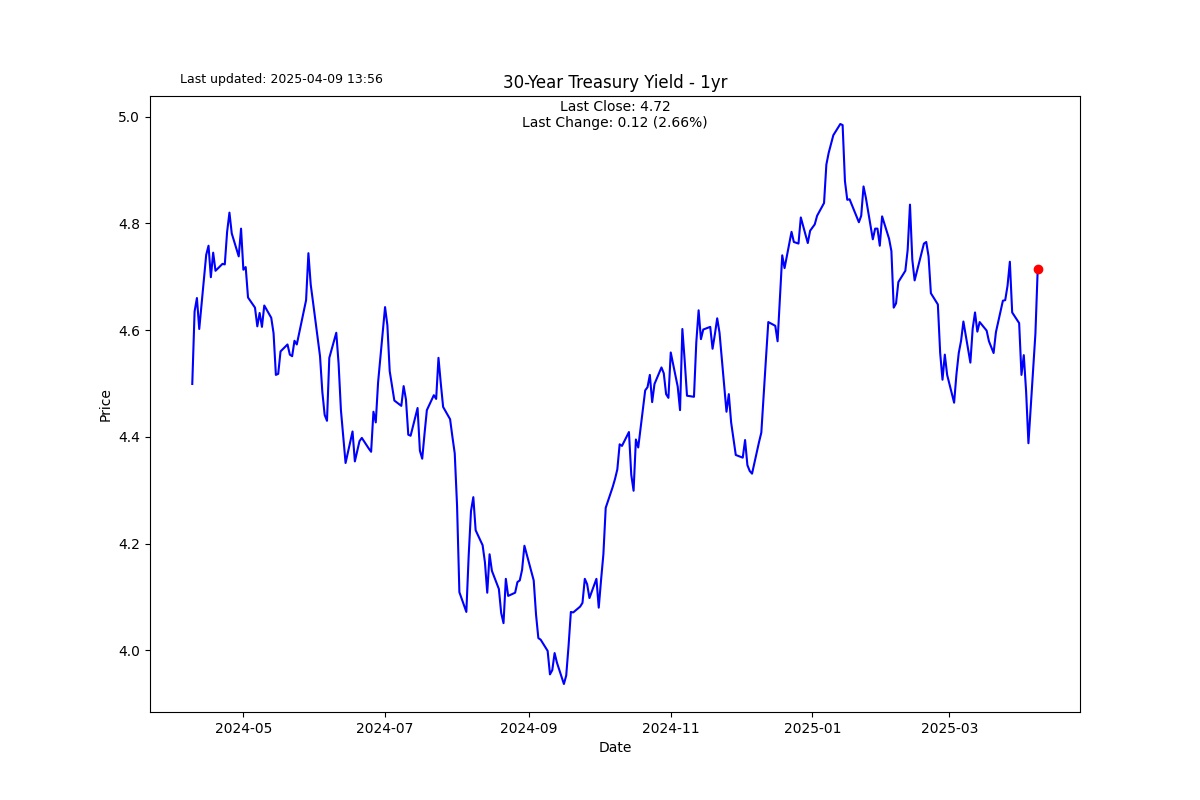 Last updated: 2025-04-09 13:56
30-Year Treasury Yield - 1yr
Last Close: 4.72
Last Change: 0.12 (2.66%)
Price
5.0
4.8
4.6
4.4
4.2
4.0
2024-05
2024-07
2024-09
2024-11
2025-01
2025-03
Date